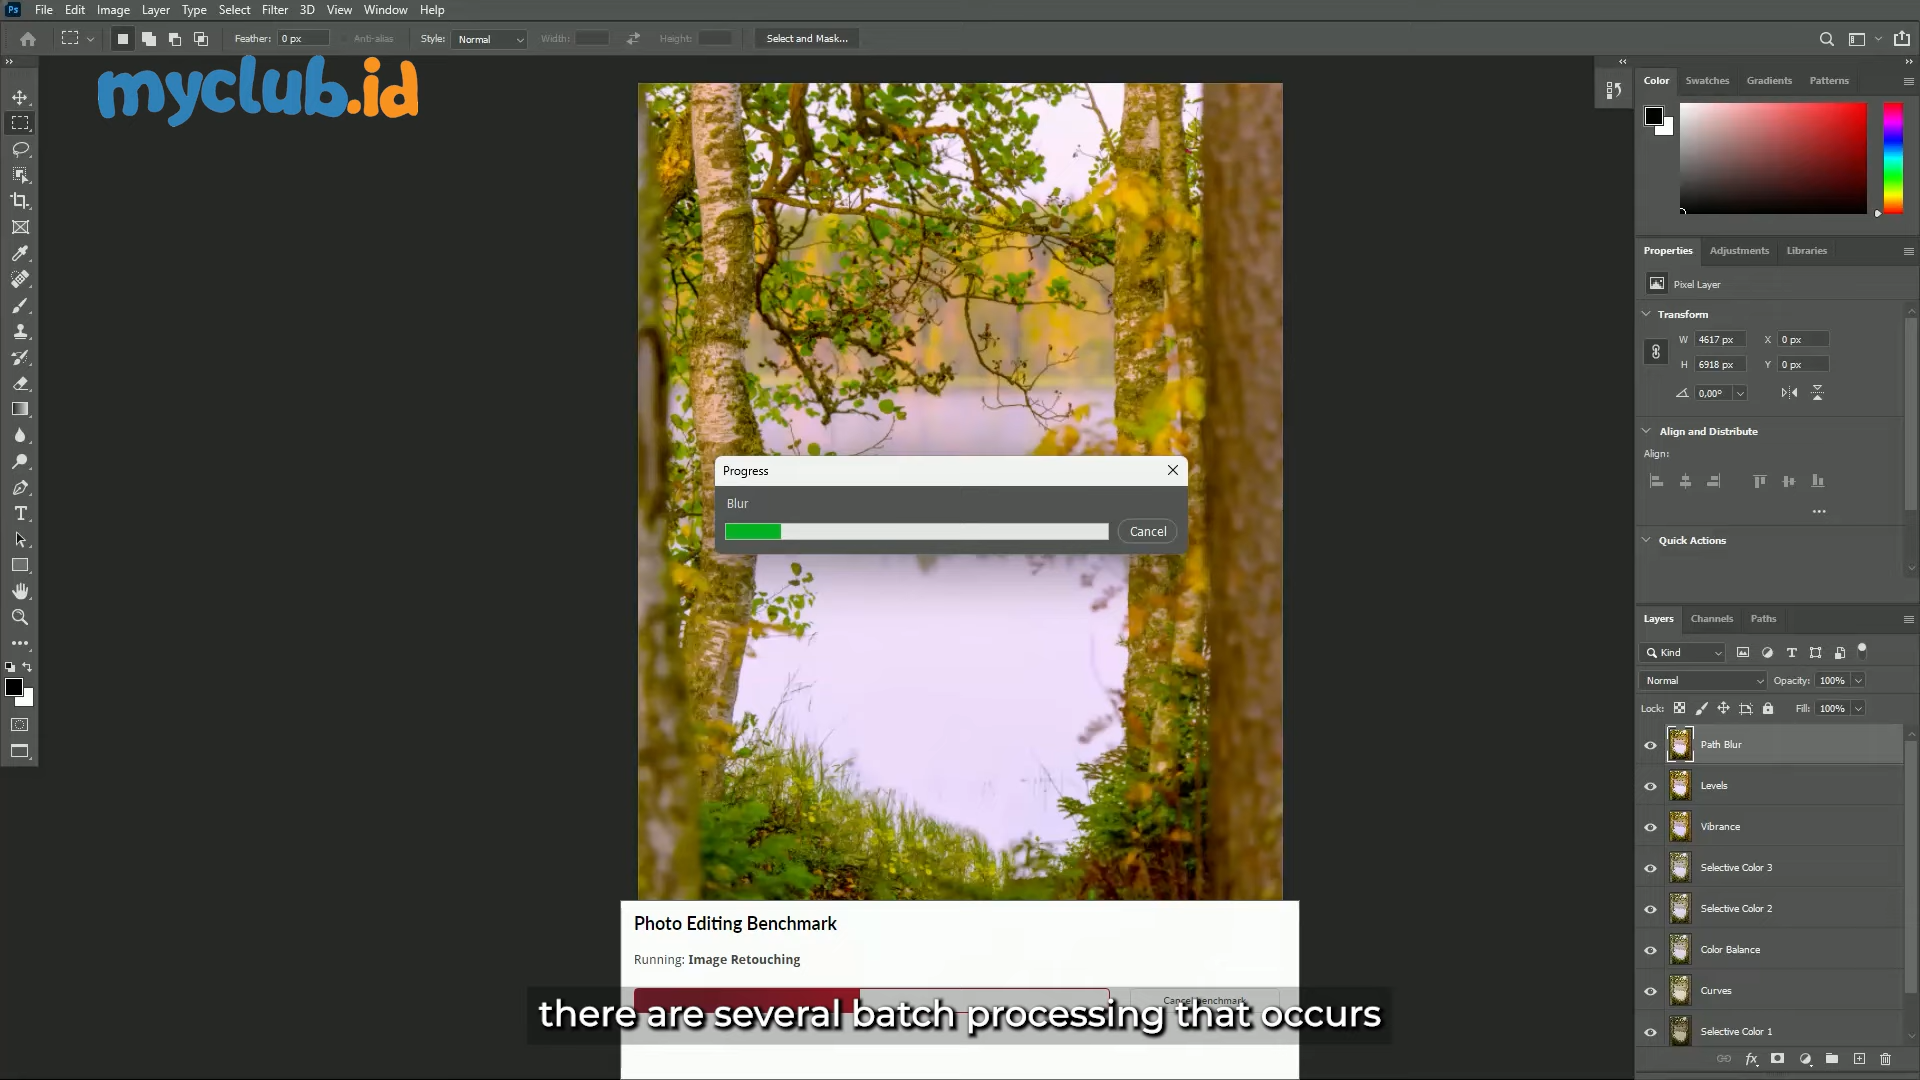 Ps File Edit Image Layer Type Select Filter 3D View Window Help
Feather: 0 px Anti-alias Style: Normal Width: Height: Select and Mask...
myclub.id
Color Swatches Gradients Patterns
Properties Adjustments Libraries
Pixel Layer
Transform
W 4617 px X 0 px
H 6918 px Y 0 px
0,00°
Align and Distribute
Align:
Quick Actions
Layers Channels Paths
Kind
Normal Opacity: 100%
Lock: Fill: 100%
Path Blur
Levels
Vibrance
Selective Color 3
Selective Color 2
Color Balance
Curves
Selective Color 1
Progress
Blur
Cancel
Photo Editing Benchmark
Running: Image Retouching
Cancel benchmark
there are several batch processing that occurs